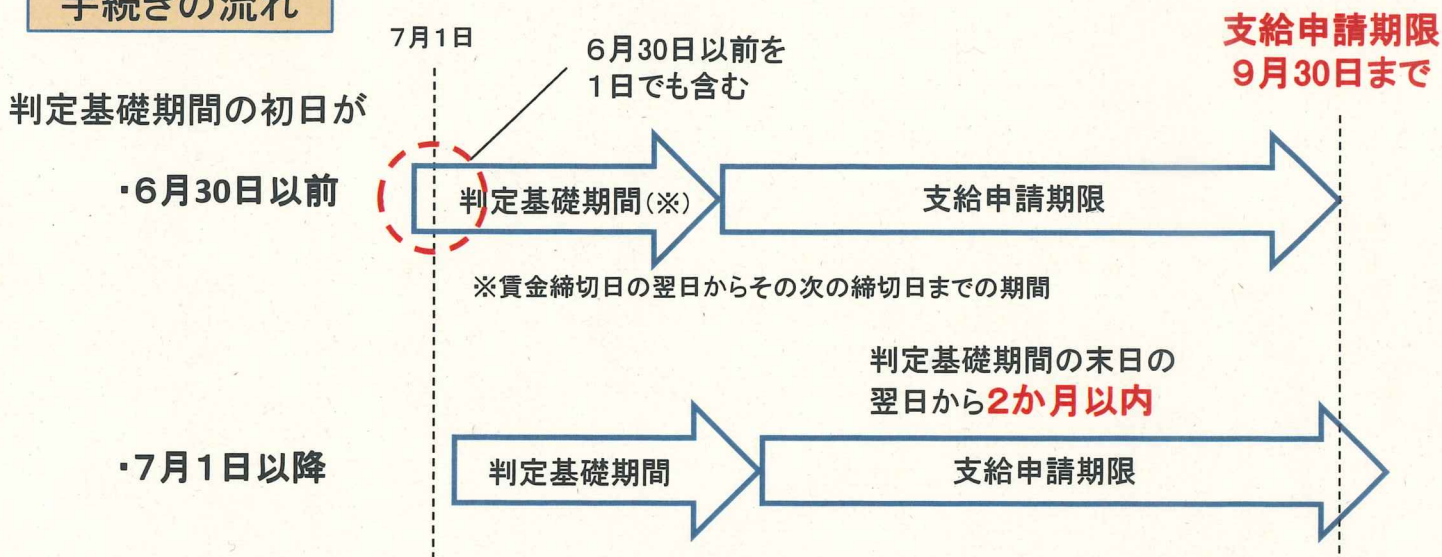 手続きの流れ
7月1日
6月30日以前を
1日でも含む
支給申請期限
9月30日まで
判定基礎期間の初日が
・6月30日以前
判定基礎期間(※)
支給申請期限
※賃金締切日の翌日からその次の締切日までの期間
判定基礎期間の末日の
翌日から2か月以内
・7月1日以降
判定基礎期間
支給申請期限